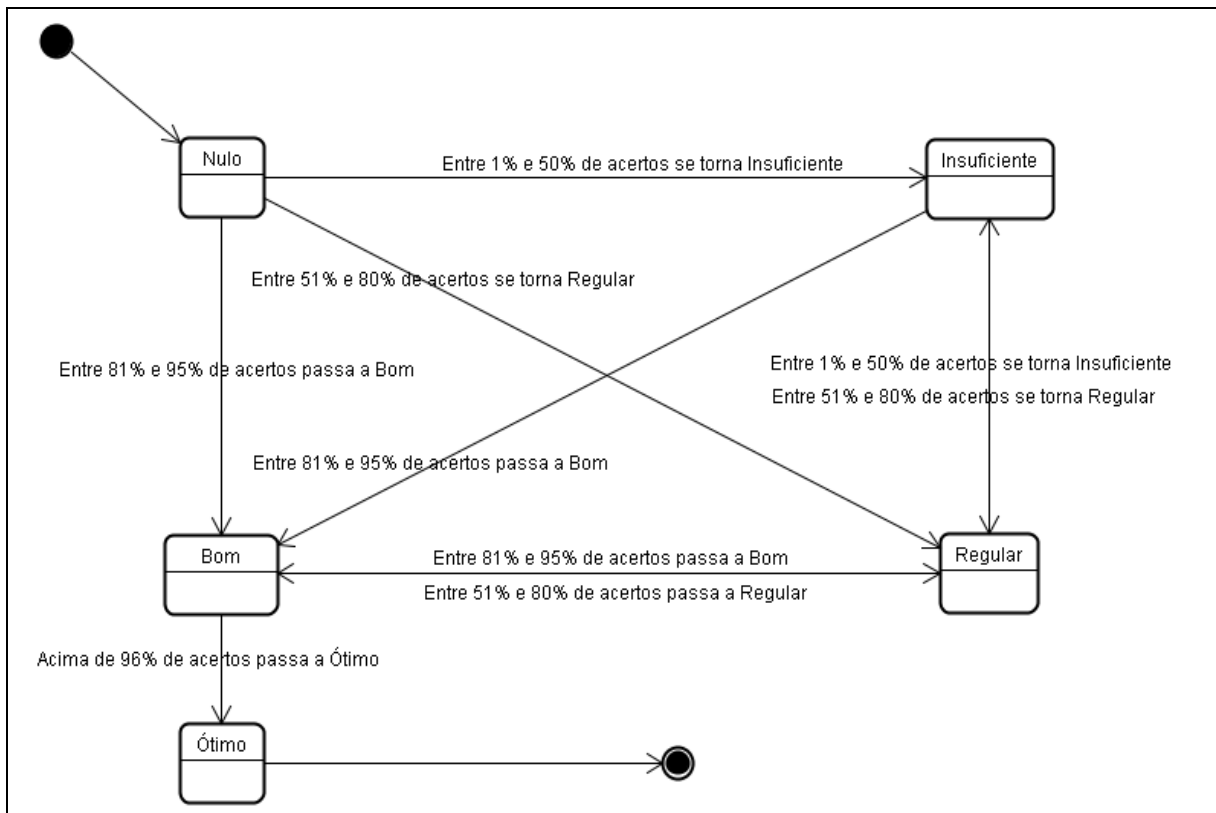 Nulo
Entre 1% e 50% de acertos se torna Insuficiente
Insuficiente
Entre 51% e 80% de acertos se torna Regular
Entre 81% e 95% de acertos passa a Bom
Entre 1% e 50% de acertos se torna Insuficiente
Entre 51% e 80% de acertos se torna Regular
Entre 81% e 95% de acertos passa a Bom
Bom
Entre 81% e 95% de acertos passa a Bom
Entre 51% e 80% de acertos passa a Regular
Regular
Acima de 96% de acertos passa a Ótimo
Ótimo